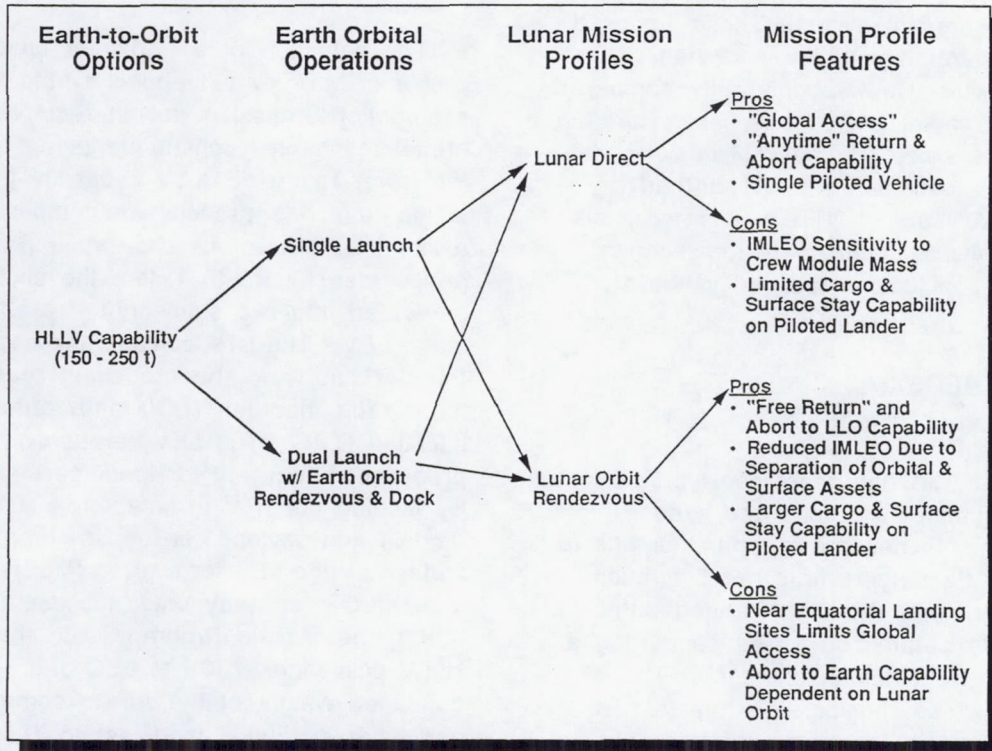 Earth-to-Orbit
Options
Earth Orbital
Operations
Lunar Mission
Profiles
Mission Profile
Features
HLLV Capability
(150 - 250 t)
Single Launch
Dual Launch
w/ Earth Orbit
Rendezvous & Dock
Lunar Direct
Lunar Orbit
Rendezvous
Pros
• "Global Access"
• "Anytime" Return &
Abort Capability
• Single Piloted Vehicle
Cons
• IMLEO Sensitivity to
Crew Module Mass
• Limited Cargo &
Surface Stay Capability
on Piloted Lander
Pros
• "Free Return" and
Abort to LLO Capability
• Reduced IMLEO Due to
Separation of Orbital &
Surface Assets
• Larger Cargo & Surface
Stay Capability on
Piloted Lander
Cons
• Near Equatorial Landing
Sites Limits Global
Access
• Abort to Earth Capability
Dependent on Lunar
Orbit